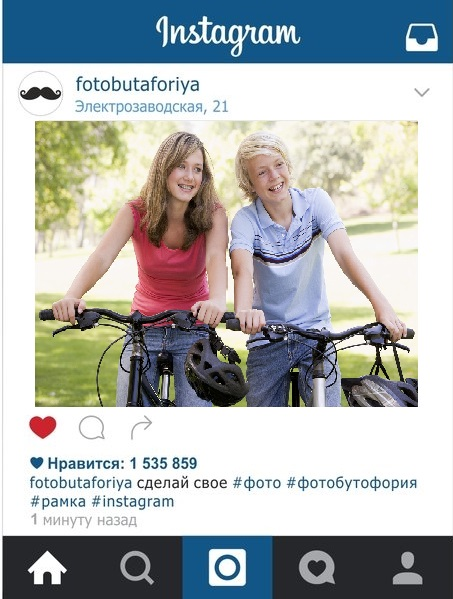 Instagram
fotobutaforiya
Электрозаводская, 21
Нравится: 1 535 859
fotobutaforiya сделай свое #фото #фотобутофория
#рамка #instagram
1 минуту назад